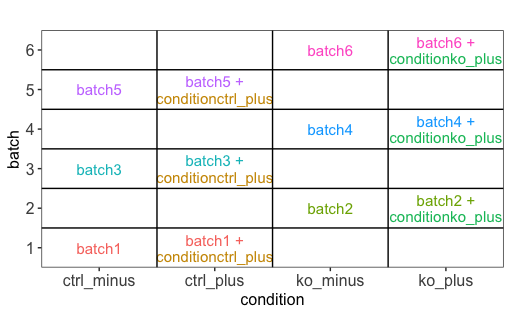 6
batch6
batch6 +
conditionko_plus
5
batch5
batch5 +
conditionctrl_plus
4
batch4
batch4 +
conditionko_plus
batch
3
batch3
batch3 +
conditionctrl_plus
2
batch2
batch2 +
conditionko_plus
1
batch1
batch1 +
conditionctrl_plus
ctrl_minus
ctrl_plus
ko_minus
ko_plus
condition